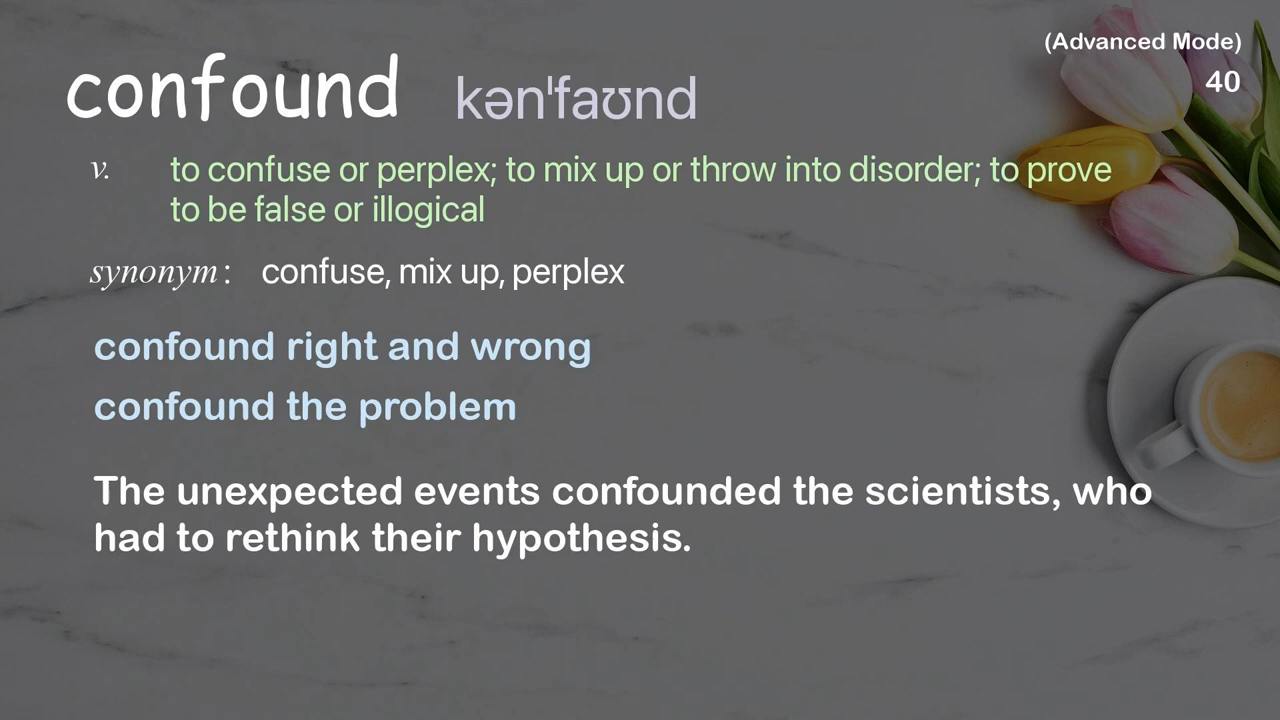 (Advanced Mode)
40
confound kənˈfaʊnd
v. to confuse or perplex; to mix up or throw into disorder; to prove
to be false or illogical
synonym: confuse, mix up, perplex
confound right and wrong
confound the problem
The unexpected events confounded the scientists, who
had to rethink their hypothesis.